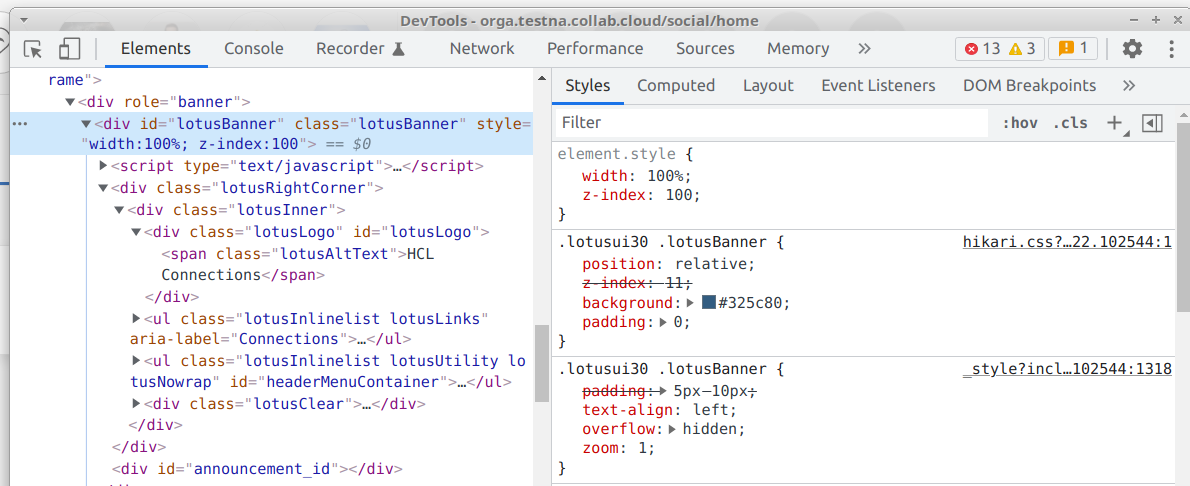 DevTools - orga.testna.collab.cloud/social/home
Elements Console Recorder Network Performance Sources Memory » 13 3 1
rame">
▼<div role="banner">
… ▼<div id="lotusBanner" class="lotusBanner" style=
"width:100%; z-index:100"> == $0
▶<script type="text/javascript">…</script>
▼<div class="lotusRightCorner">
▼<div class="lotusInner">
▼<div class="lotusLogo" id="lotusLogo">
<span class="lotusAltText">HCL
Connections</span>
</div>
▶<ul class="lotusInlinelist lotusLinks"
aria-label="Connections">…</ul>
▶<ul class="lotusInlinelist lotusUtility lo
tusNowrap" id="headerMenuContainer">…</ul>
▶<div class="lotusClear">…</div>
</div>
</div>
<div id="announcement_id"></div>
Styles Computed Layout Event Listeners DOM Breakpoints »
Filter :hov .cls +
element.style {
width: 100%;
z-index: 100;
}
.lotusui30 .lotusBanner { hikari.css?…22.102544:1
position: relative;
z-index: 11;
background:▶ #325c80;
padding:▶ 0;
}
.lotusui30 .lotusBanner { _style?incl…102544:1318
padding:▶ 5px 10px;
text-align: left;
overflow:▶ hidden;
zoom: 1;
}